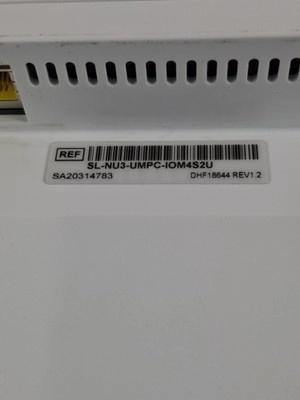 REF
SL-NU3-UMPC-IOM4S2U
SA20314783 DHF18644 REV1.2